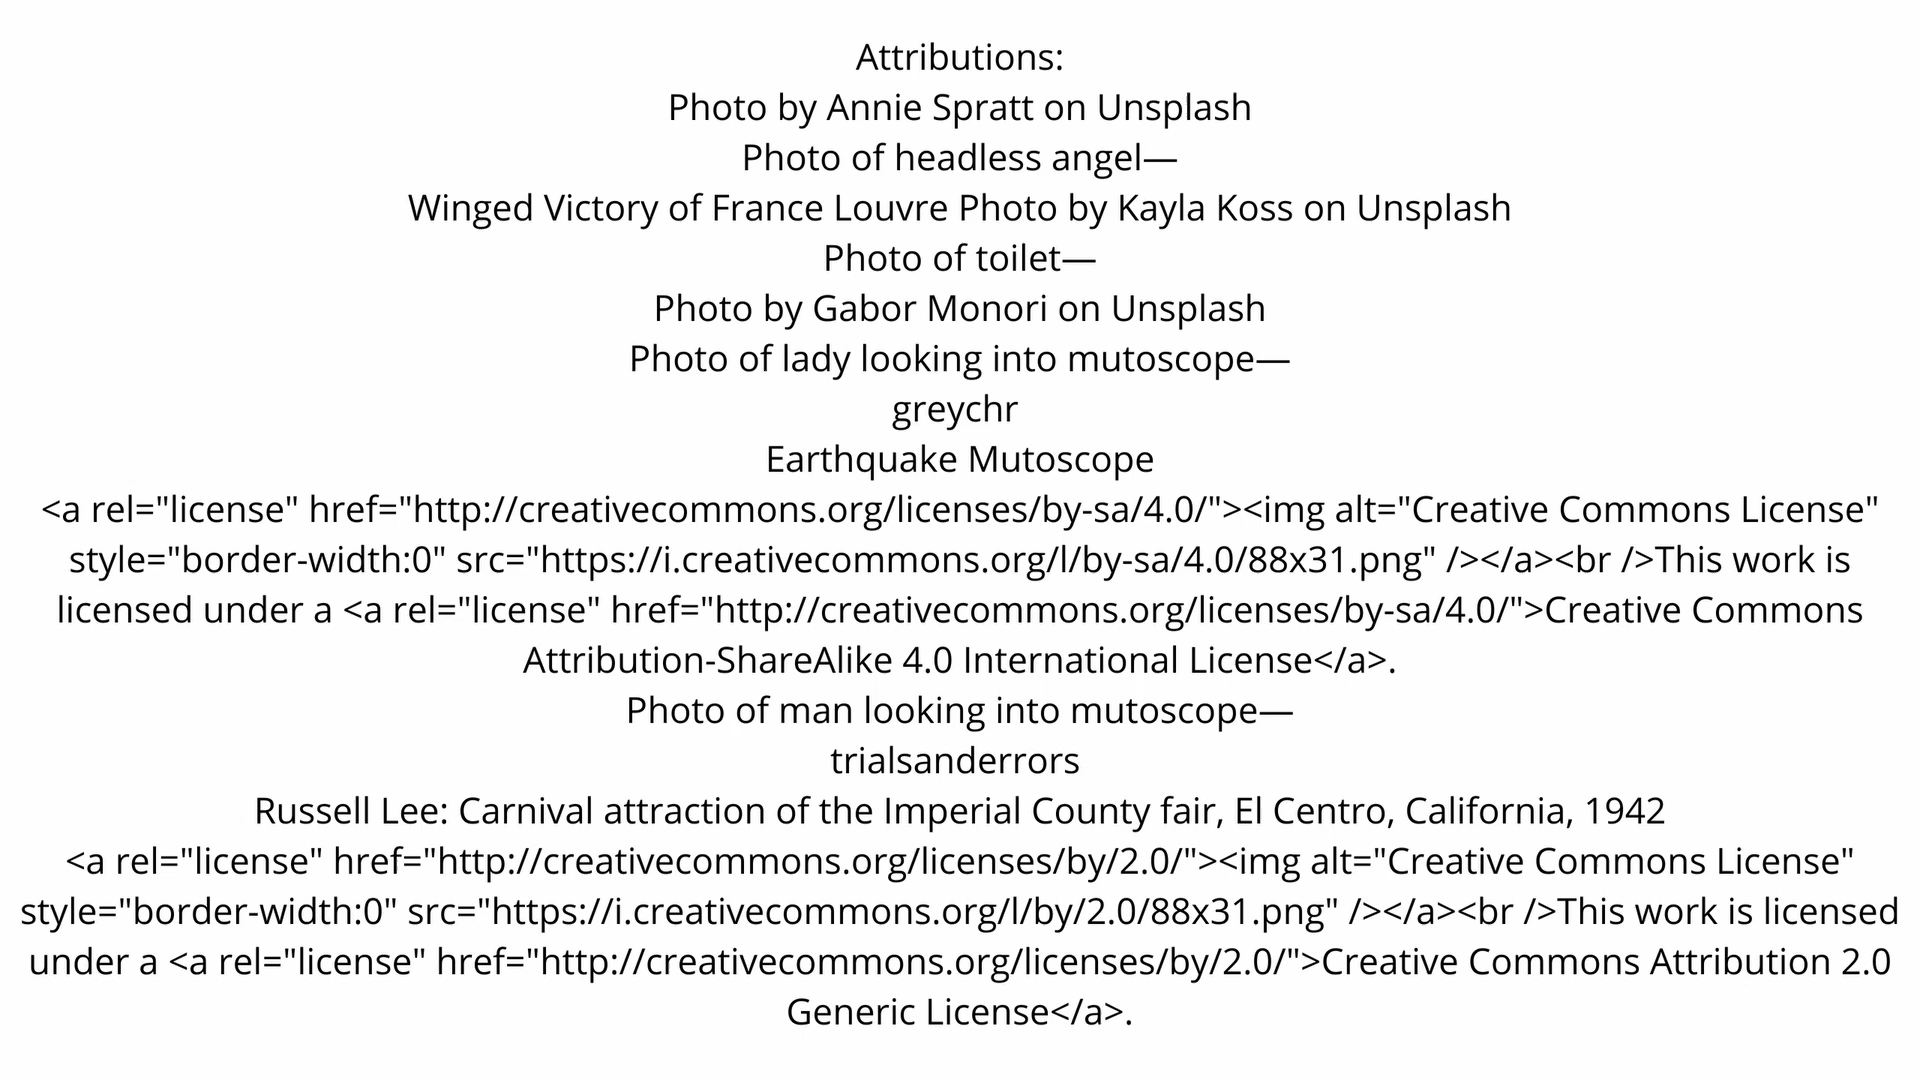 Attributions:
Photo by Annie Spratt on Unsplash
Photo of headless angel—
Winged Victory of France Louvre Photo by Kayla Koss on Unsplash
Photo of toilet—
Photo by Gabor Monori on Unsplash
Photo of lady looking into mutoscope—
greychr
Earthquake Mutoscope
<a rel="license" href="http://creativecommons.org/licenses/by-sa/4.0/"><img alt="Creative Commons License"
style="border-width:0" src="https://i.creativecommons.org/l/by-sa/4.0/88x31.png" /></a><br />This work is
licensed under a <a rel="license" href="http://creativecommons.org/licenses/by-sa/4.0/">Creative Commons
Attribution-ShareAlike 4.0 International License</a>.
Photo of man looking into mutoscope—
trialsanderrors
Russell Lee: Carnival attraction of the Imperial County fair, El Centro, California, 1942
<a rel="license" href="http://creativecommons.org/licenses/by/2.0/"><img alt="Creative Commons License"
style="border-width:0" src="https://i.creativecommons.org/l/by/2.0/88x31.png" /></a><br />This work is licensed
under a <a rel="license" href="http://creativecommons.org/licenses/by/2.0/">Creative Commons Attribution 2.0
Generic License</a>.